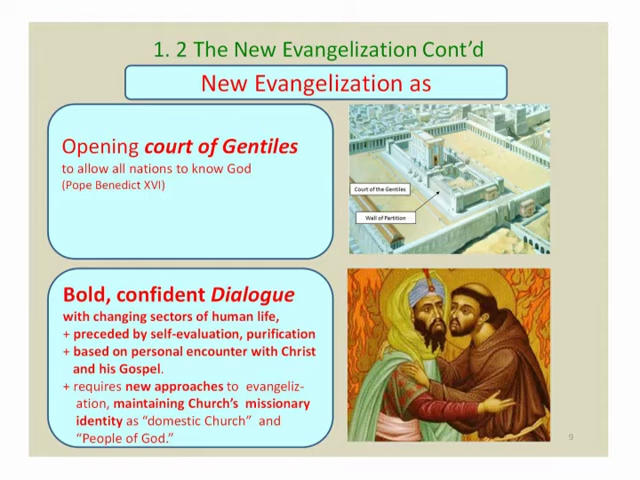 1. 2 The New Evangelization Cont'd
New Evangelization as
Opening court of Gentiles
to allow all nations to know God
(Pope Benedict XVI)
Court of the Gentiles
Wall of Partition
Bold, confident Dialogue
with changing sectors of human life,
+ preceded by self-evaluation, purification
+ based on personal encounter with Christ
and his Gospel.
+ requires new approaches to evangeliz-
ation, maintaining Church's missionary
identity as "domestic Church" and
"People of God."
9